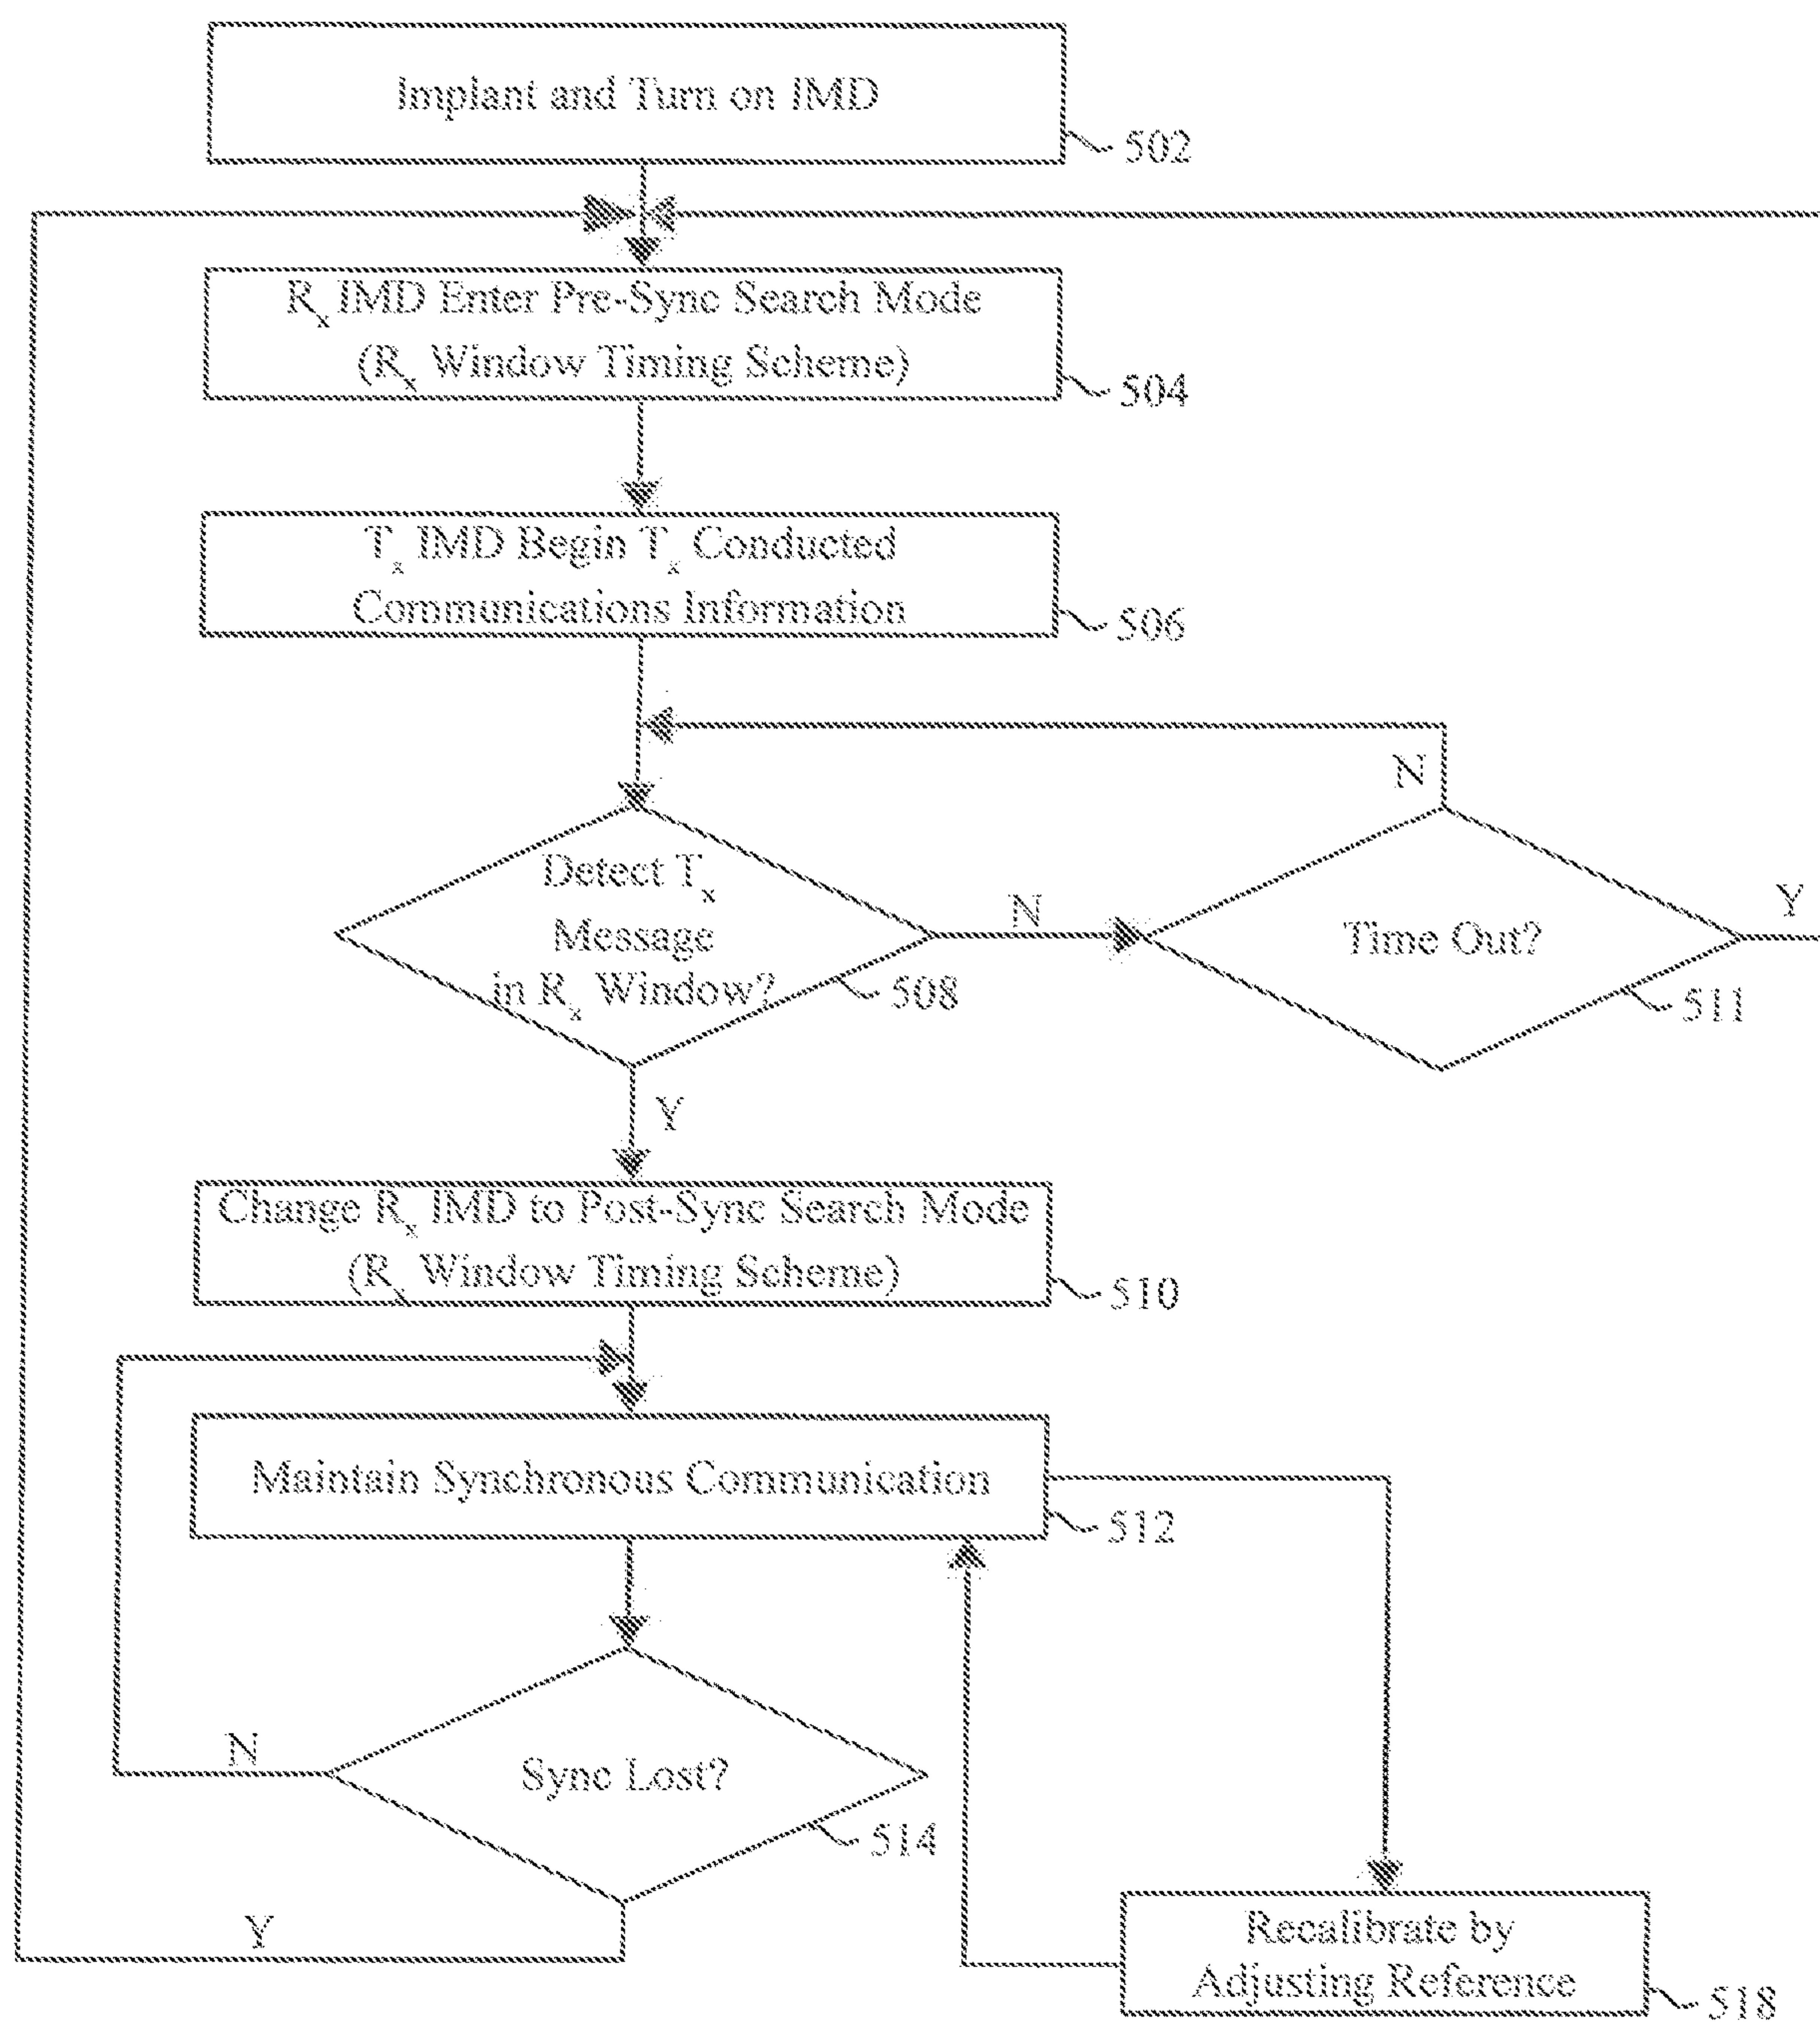 Implant and Turn on IMD
502
Rx IMD Enter Pre-Sync Search Mode
(Rx Window Timing Scheme)
504
Tx IMD Begin Tx Conducted
Communications Information
506
N
Detect Tx
Message
in Rx Window?
508
N
Time Out?
511
Y
Y
Change Rx IMD to Post-Sync Search Mode
(Rx Window Timing Scheme)
510
Maintain Synchronous Communication
512
N
Sync Lost?
514
Y
Recalibrate by
Adjusting Reference
518